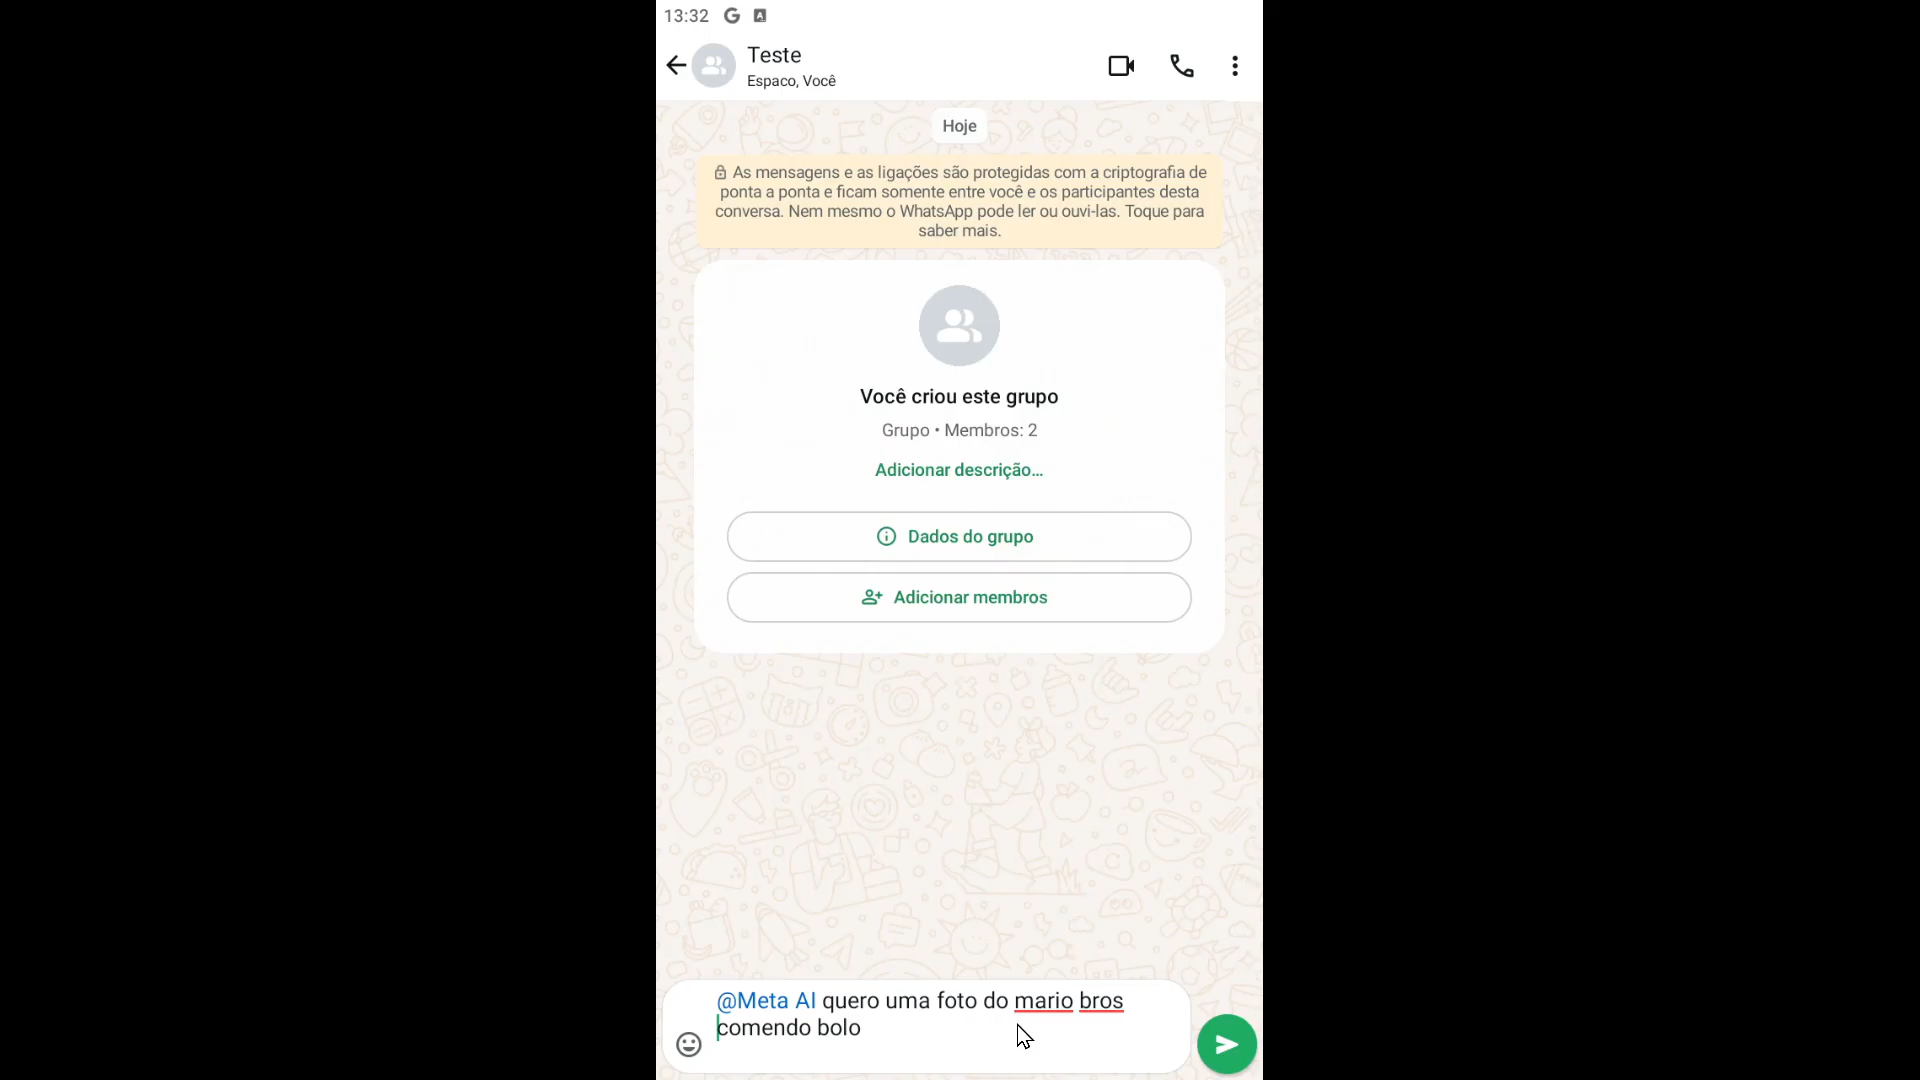 13:32
Teste
Espaco, Você
Hoje
As mensagens e as ligações são protegidas com a criptografia de
ponta a ponta e ficam somente entre você e os participantes desta
conversa. Nem mesmo o WhatsApp pode ler ou ouvi-las. Toque para
saber mais.
Você criou este grupo
Grupo • Membros: 2
Adicionar descrição...
Dados do grupo
Adicionar membros
@Meta AI quero uma foto do mario bros
comendo bolo